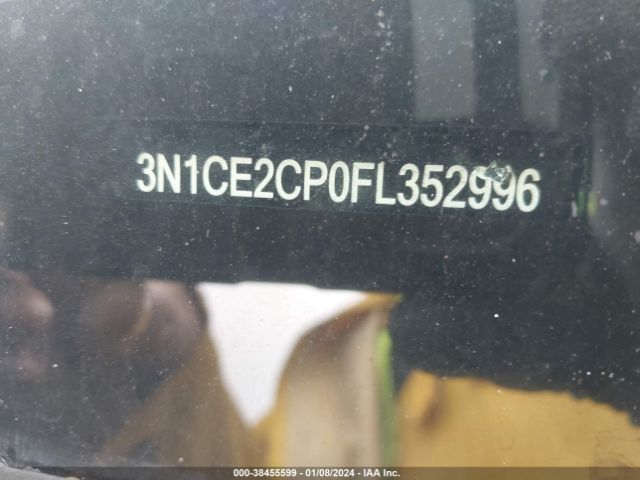 3N1CE2CP0FL352996
000-38455599 - 01/08/2024 - IAA Inc.